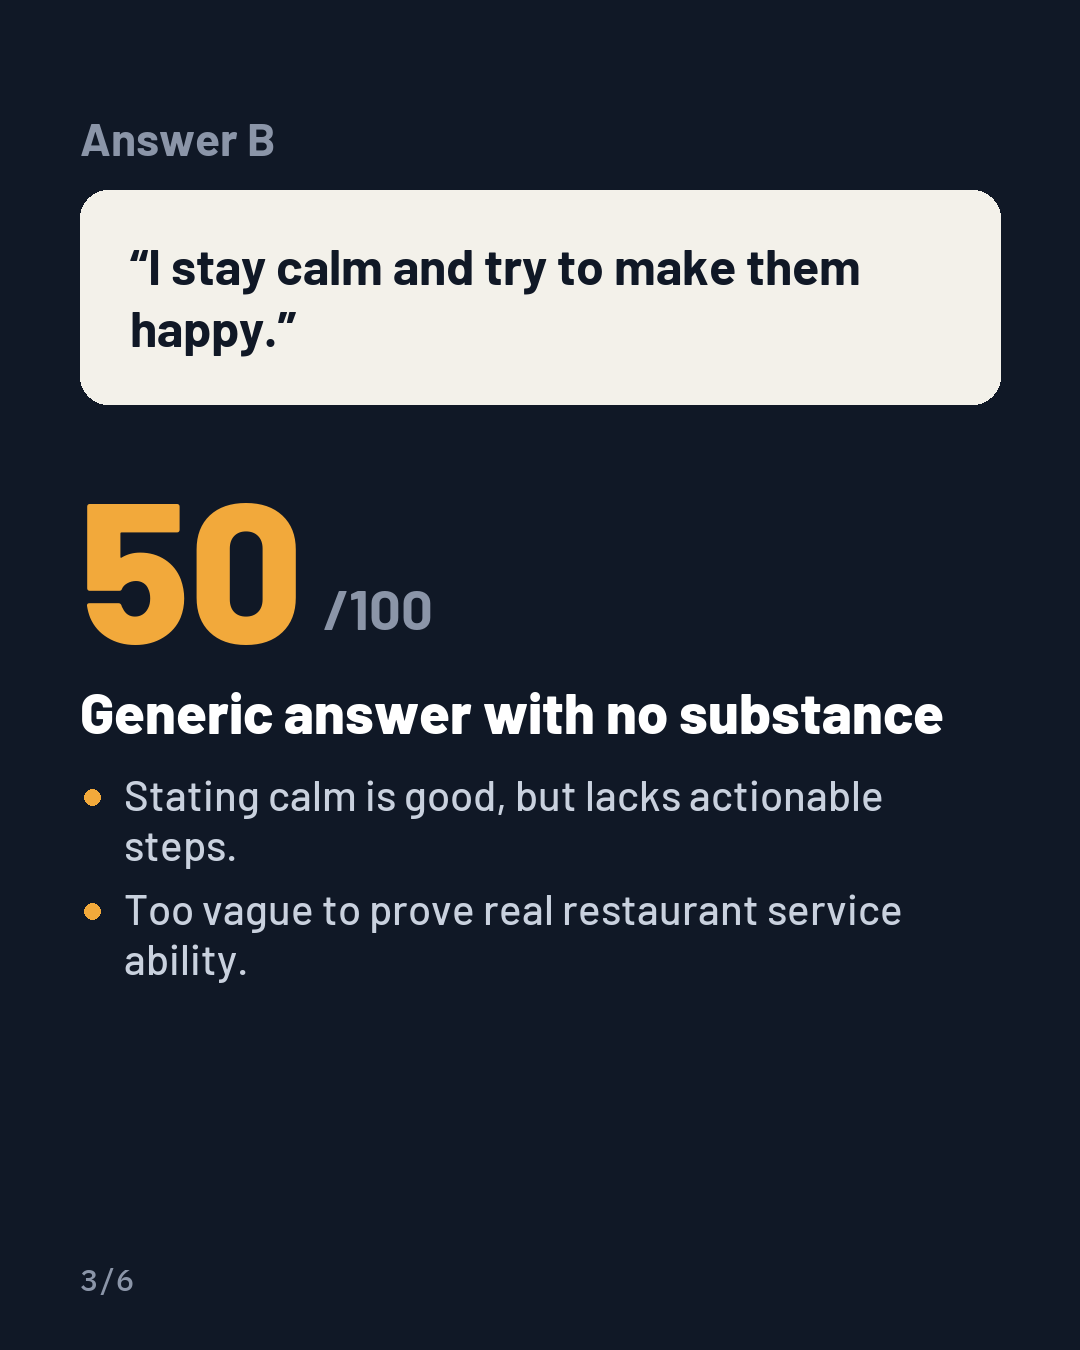 Answer B
“I stay calm and try to make them
happy.”
50 /100
Generic answer with no substance
• Stating calm is good, but lacks actionable
steps.
• Too vague to prove real restaurant service
ability.
3/6